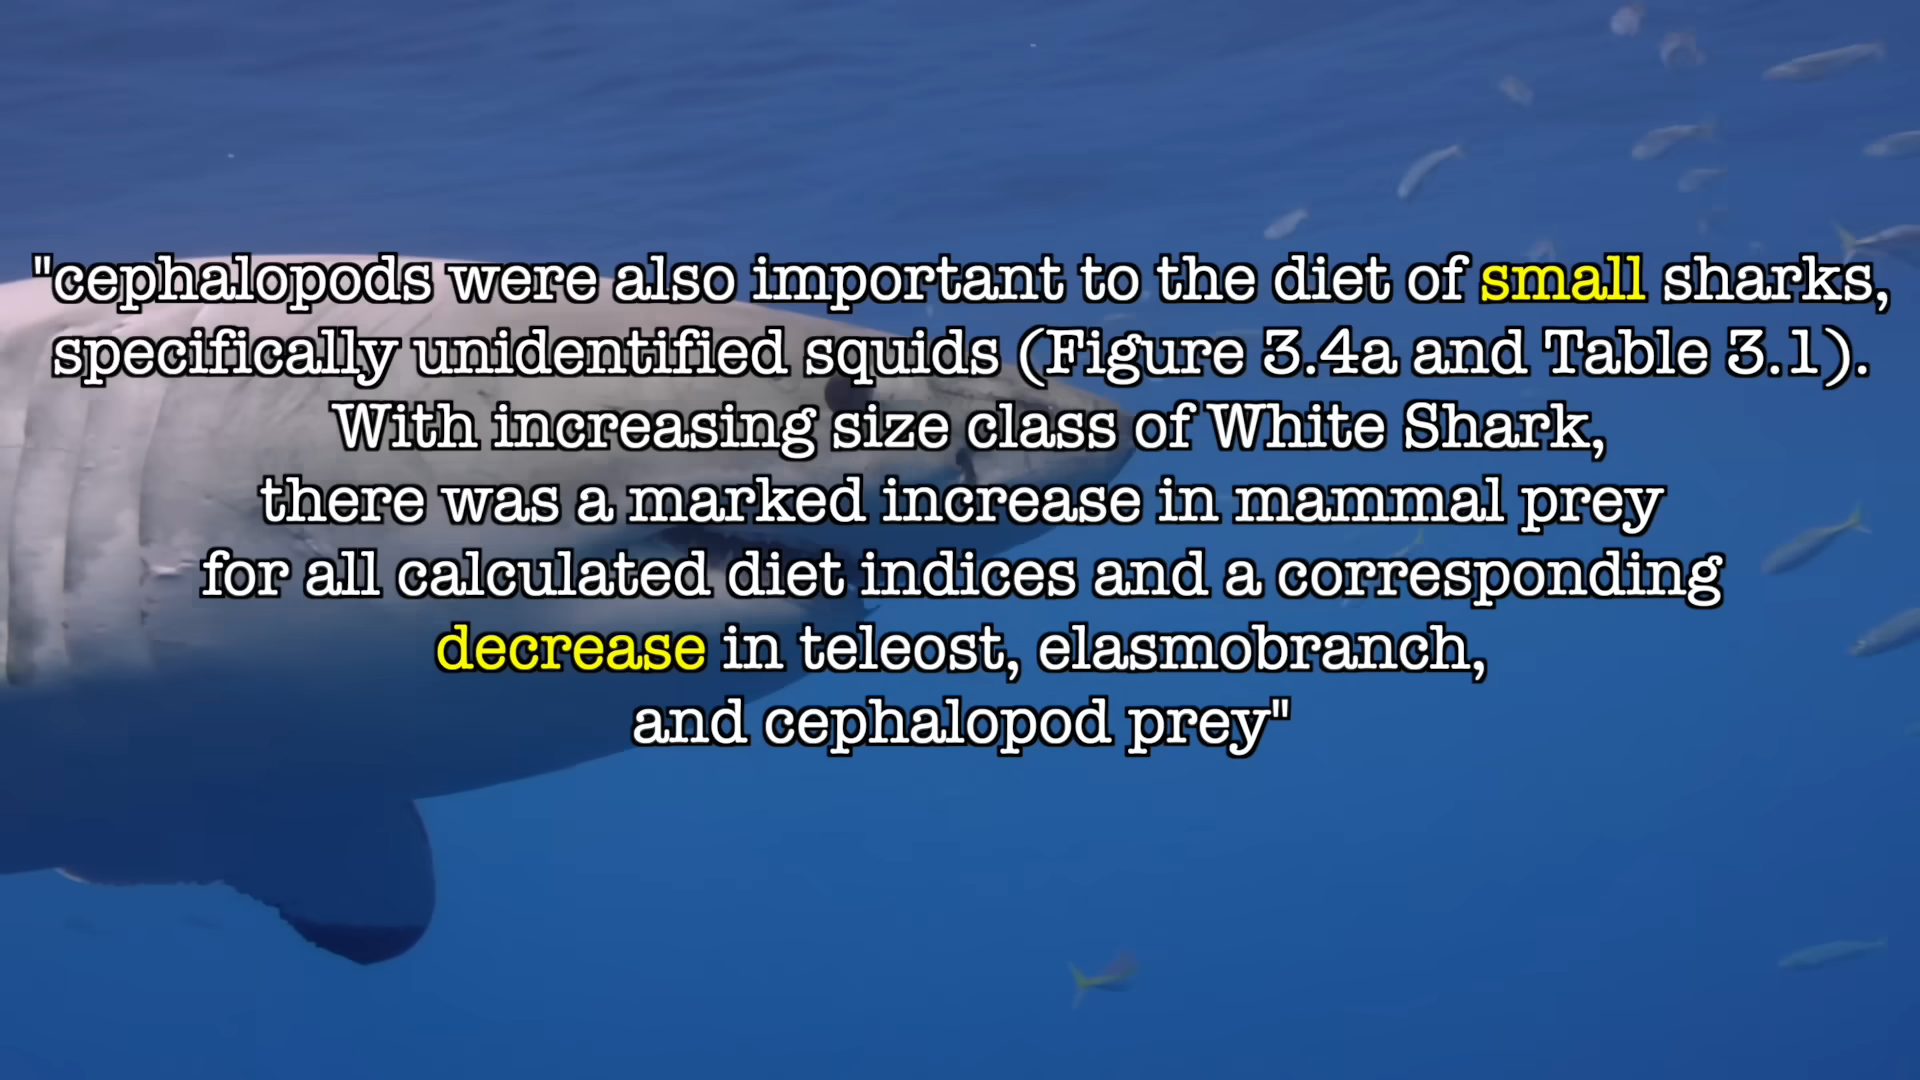 "cephalopods were also important to the diet of small sharks,
specifically unidentified squids (Figure 3.4a and Table 3.1).
With increasing size class of White Shark,
there was a marked increase in mammal prey
for all calculated diet indices and a corresponding
decrease in teleost, elasmobranch,
and cephalopod prey"